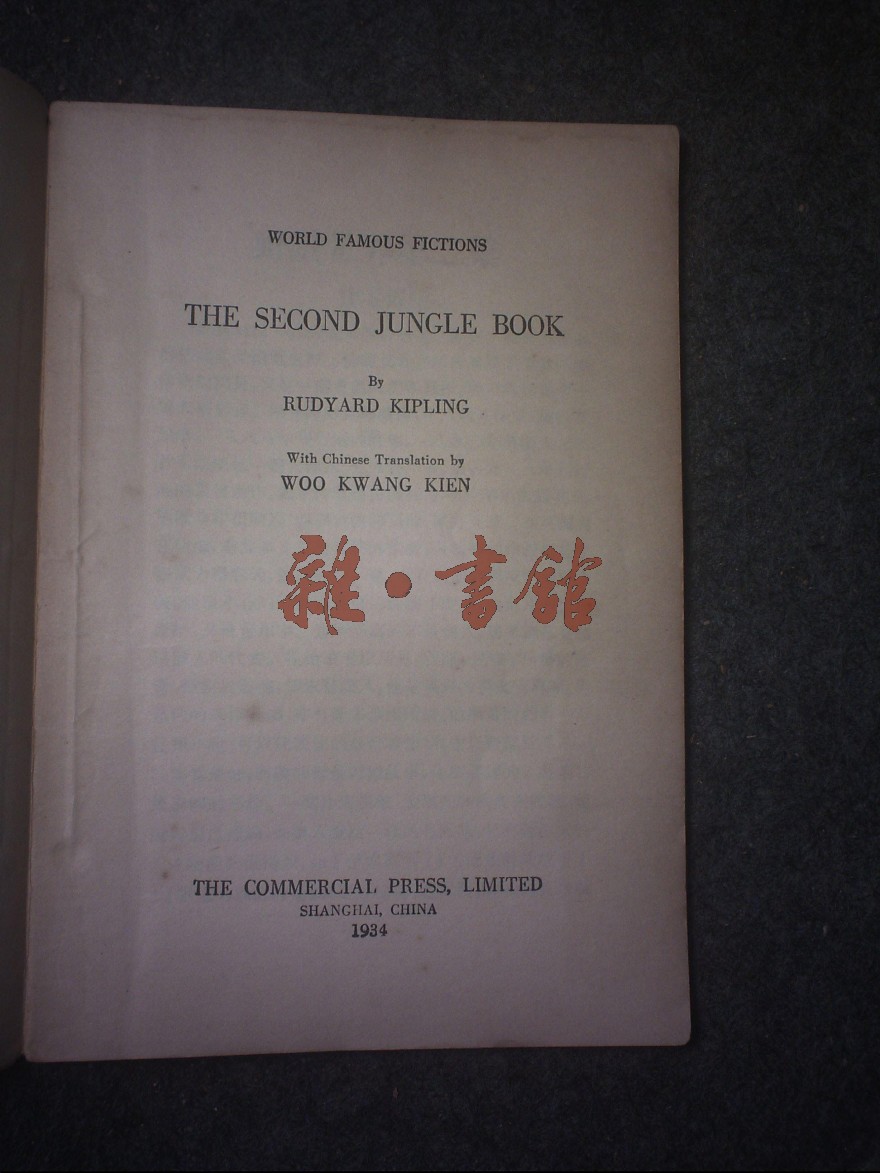 WORLD FAMOUS FICTIONS
THE SECOND JUNGLE BOOK
By
RUDYARD KIPLING
With Chinese Translation by
WOO KWANG KIEN
雜·書館
THE COMMERCIAL PRESS, LIMITED
SHANGHAI, CHINA
1934